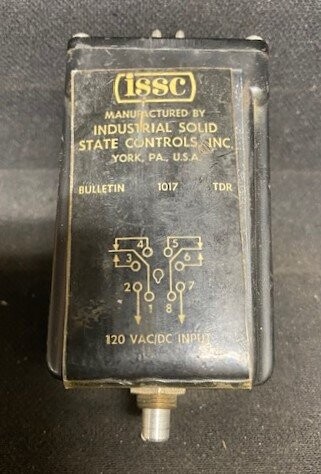 issc
MANUFACTURED BY
INDUSTRIAL SOLID
STATE CONTROLS, INC.
YORK, PA., U.S.A.
BULLETIN 1017 TDR
4 5
3 6
2 7
1 8
120 VAC/DC INPUT